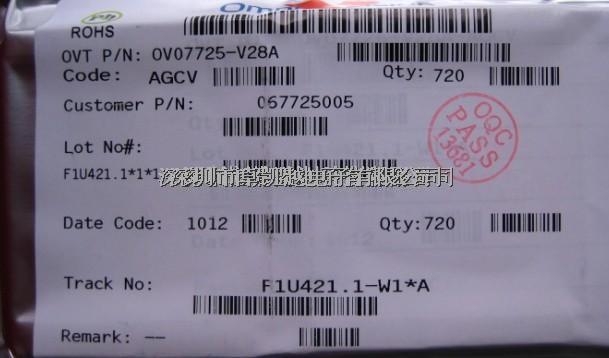 ROHS
OVT P/N: OV07725-V28A
Code: AGCV
Qty: 720
Customer P/N: 067725005
Lot No#:
F1U421.1*1*1
Date Code: 1012
Qty:720
Track No: F1U421.1-W1*A
Remark: --
OQC
PASS
13681